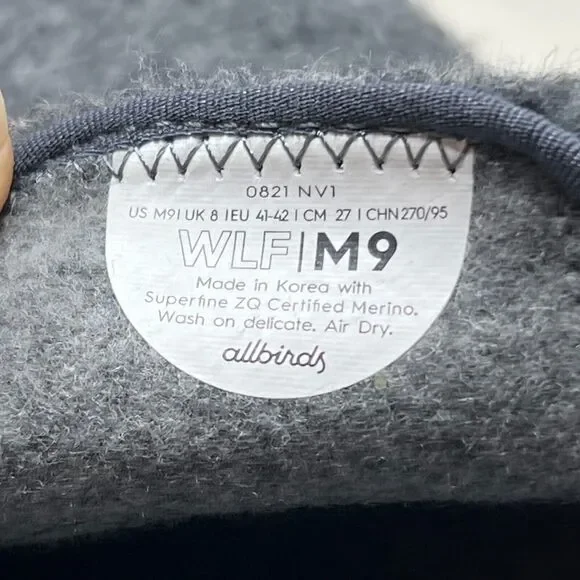 0821 NV1
US M9 | UK 8 | EU 41-42 | CM 27 | CHN 270/95
WLF | M9
Made in Korea with
Superfine ZQ Certified Merino.
Wash on delicate. Air Dry.
allbirds